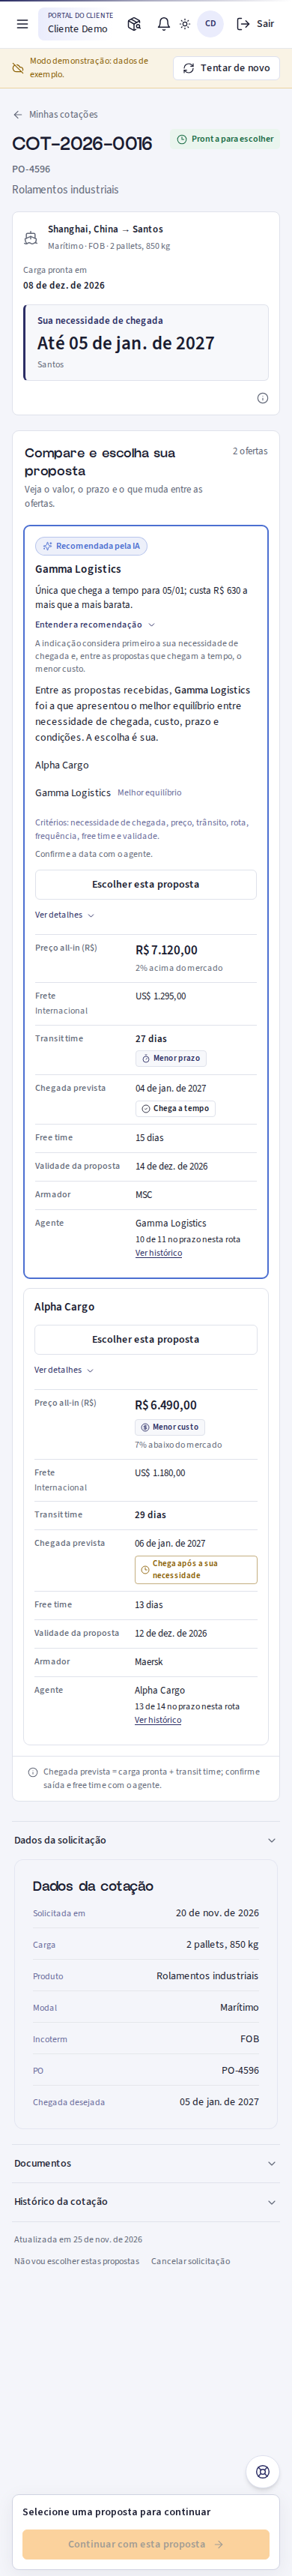 PORTAL DO CLIENTE
Cliente Demo
CD
Sair
Modo demonstração: dados de
exemplo.
Tentar de novo
Minhas cotações
COT-2026-0016
Pronta para escolher
PO-4596
Rolamentos industriais
Shanghai, China → Santos
Marítimo · FOB · 2 pallets, 850 kg
Carga pronta em
08 de dez. de 2026
Sua necessidade de chegada
Até 05 de jan. de 2027
Santos
Compare e escolha sua
proposta
2 ofertas
Veja o valor, o prazo e o que muda entre as
ofertas.
Recomendada pela IA
Gamma Logistics
Única que chega a tempo para 05/01; custa R$ 630 a
mais que a mais barata.
Entender a recomendação
A indicação considera primeiro a sua necessidade de
chegada e, entre as propostas que chegam a tempo, o
menor custo.
Entre as propostas recebidas, Gamma Logistics
foi a que apresentou o melhor equilíbrio entre
necessidade de chegada, custo, prazo e
condições. A escolha é sua.
Alpha Cargo
Gamma Logistics Melhor equilíbrio
Critérios: necessidade de chegada, preço, trânsito, rota,
frequência, free time e validade.
Confirme a data com o agente.
Escolher esta proposta
Ver detalhes
Preço all-in (R$)
R$ 7.120,00
2% acima do mercado
Frete
Internacional
US$ 1.295,00
Transit time
27 dias
Menor prazo
Chegada prevista
04 de jan. de 2027
Chega a tempo
Free time
15 dias
Validade da proposta
14 de dez. de 2026
Armador
MSC
Agente
Gamma Logistics
10 de 11 no prazo nesta rota
Ver histórico
Alpha Cargo
Escolher esta proposta
Ver detalhes
Preço all-in (R$)
R$ 6.490,00
Menor custo
7% abaixo do mercado
Frete
Internacional
US$ 1.180,00
Transit time
29 dias
Chegada prevista
06 de jan. de 2027
Chega após a sua
necessidade
Free time
13 dias
Validade da proposta
12 de dez. de 2026
Armador
Maersk
Agente
Alpha Cargo
13 de 14 no prazo nesta rota
Ver histórico
Chegada prevista = carga pronta + transit time; confirme
saída e free time com o agente.
Dados da solicitação
Dados da cotação
Solicitada em
20 de nov. de 2026
Carga
2 pallets, 850 kg
Produto
Rolamentos industriais
Modal
Marítimo
Incoterm
FOB
PO
PO-4596
Chegada desejada
05 de jan. de 2027
Documentos
Histórico da cotação
Atualizada em 25 de nov. de 2026
Não vou escolher estas propostas
Cancelar solicitação
Selecione uma proposta para continuar
Continuar com esta proposta →